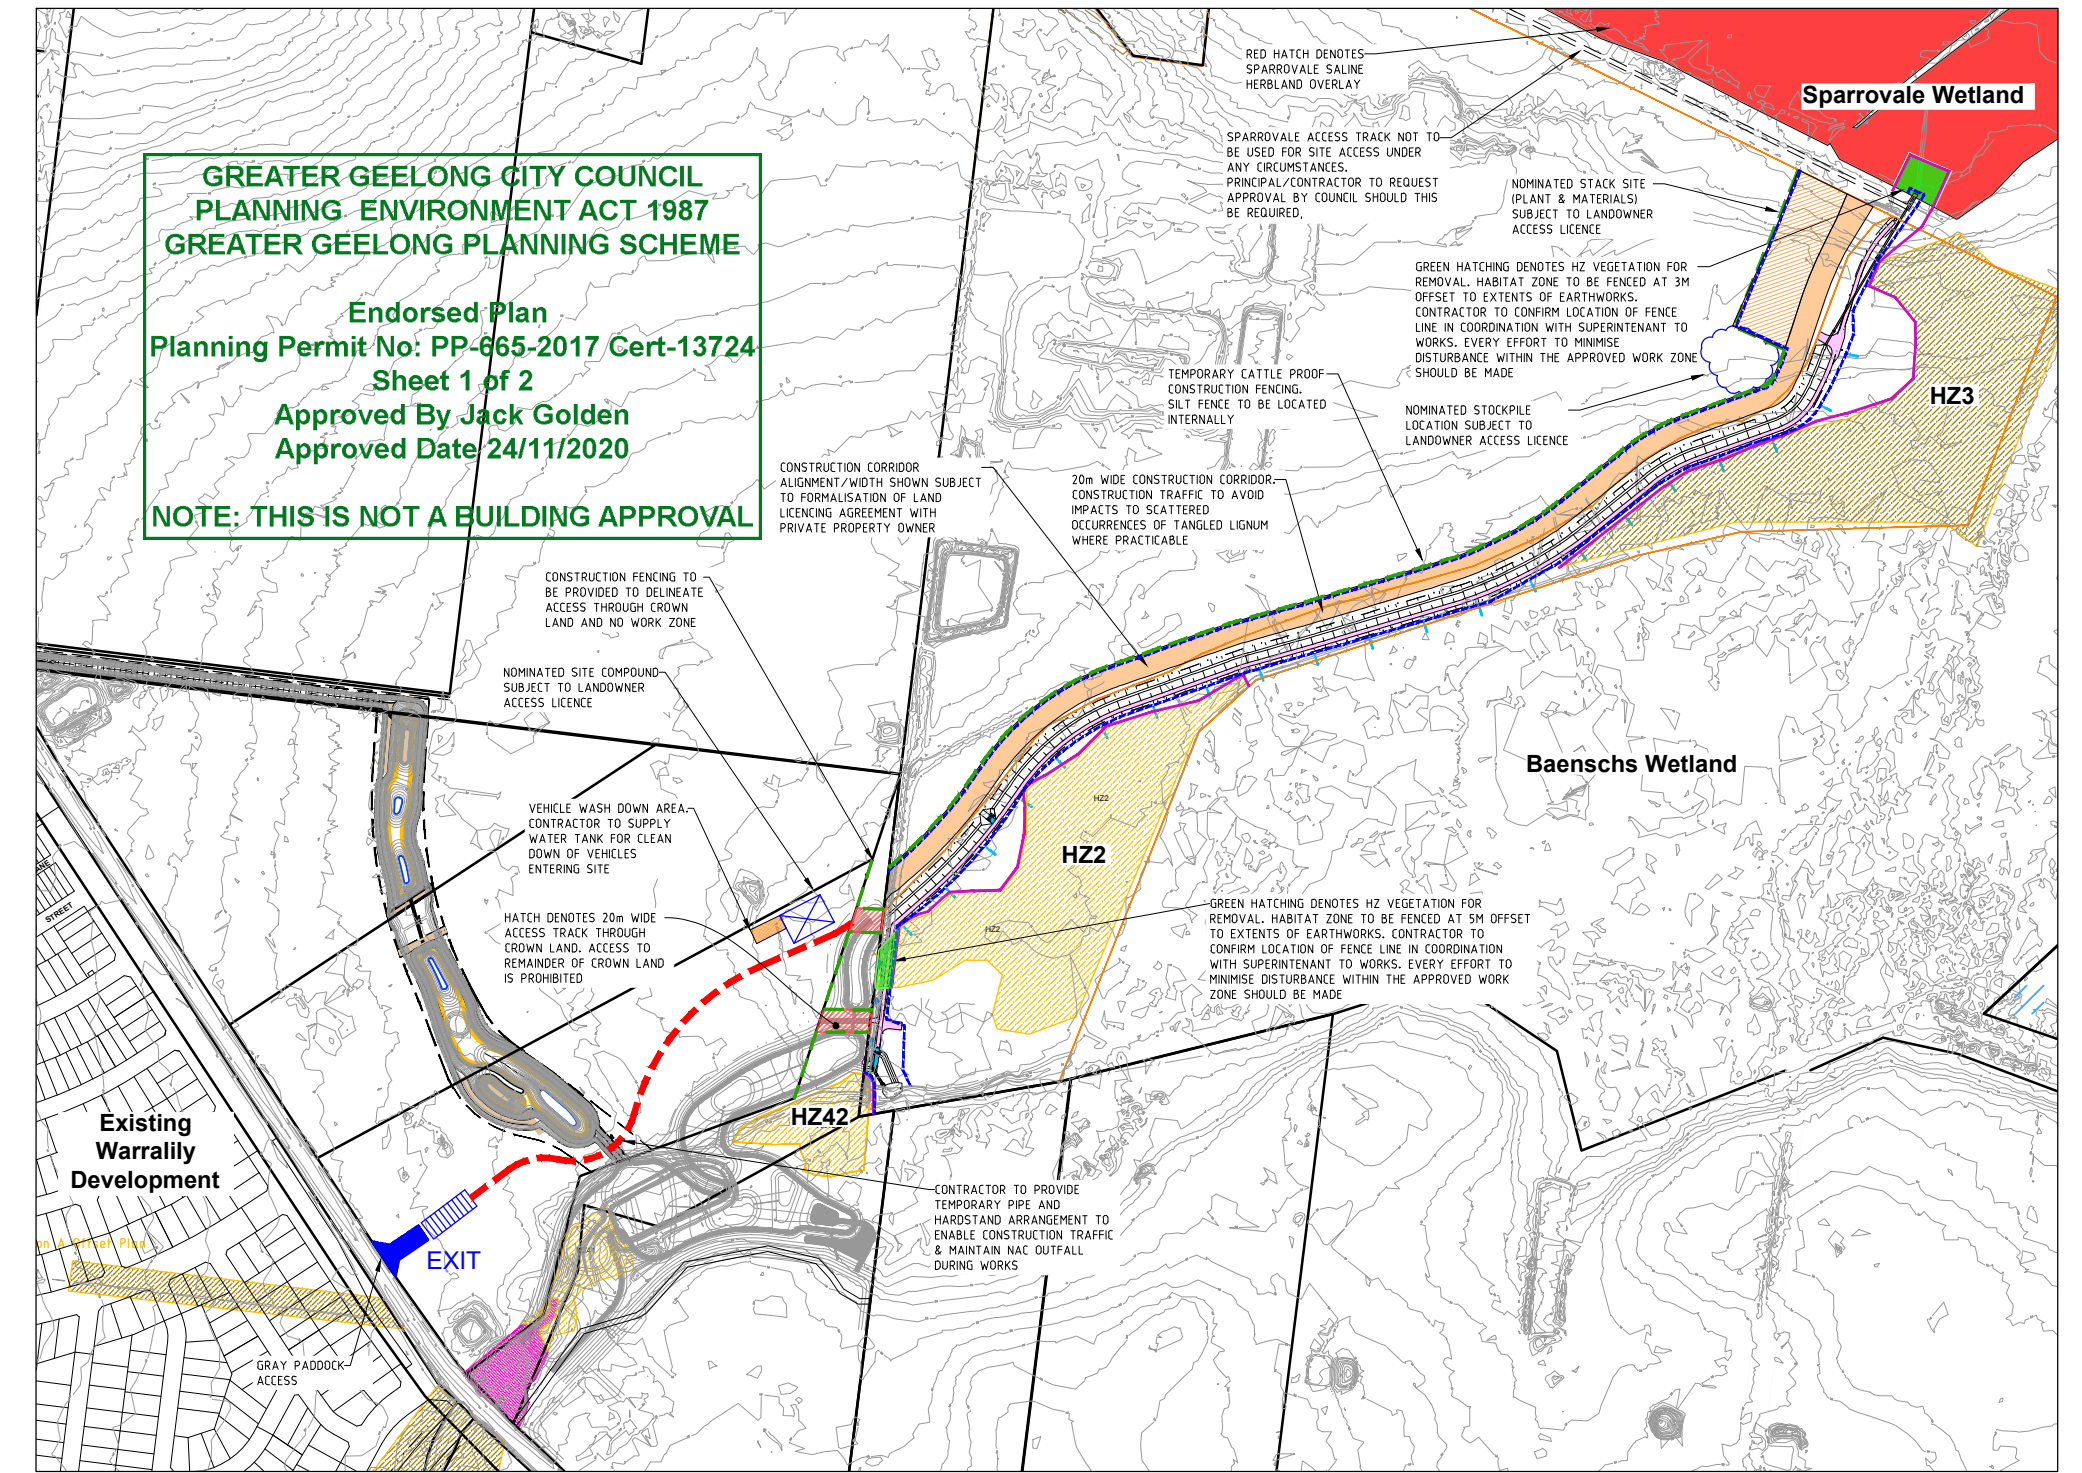 GREATER GEELONG CITY COUNCIL
PLANNING ENVIRONMENT ACT 1987
GREATER GEELONG PLANNING SCHEME
Endorsed Plan
Planning Permit No: PP-665-2017 Cert-13724
Sheet 1 of 2
Approved By Jack Golden
Approved Date 24/11/2020
NOTE: THIS IS NOT A BUILDING APPROVAL
RED HATCH DENOTES
SPARROVALE SALINE
HERBLAND OVERLAY
Sparrovale Wetland
SPARROVALE ACCESS TRACK NOT TO
BE USED FOR SITE ACCESS UNDER
ANY CIRCUMSTANCES.
PRINCIPAL/CONTRACTOR TO REQUEST
APPROVAL BY COUNCIL SHOULD THIS
BE REQUIRED,
NOMINATED STACK SITE
(PLANT & MATERIALS)
SUBJECT TO LANDOWNER
ACCESS LICENCE
GREEN HATCHING DENOTES HZ VEGETATION FOR
REMOVAL. HABITAT ZONE TO BE FENCED AT 3M
OFFSET TO EXTENTS OF EARTHWORKS.
CONTRACTOR TO CONFIRM LOCATION OF FENCE
LINE IN COORDINATION WITH SUPERINTENANT TO
WORKS. EVERY EFFORT TO MINIMISE
DISTURBANCE WITHIN THE APPROVED WORK ZONE
SHOULD BE MADE
TEMPORARY CATTLE PROOF
CONSTRUCTION FENCING.
SILT FENCE TO BE LOCATED
INTERNALLY
NOMINATED STOCKPILE
LOCATION SUBJECT TO
LANDOWNER ACCESS LICENCE
HZ3
CONSTRUCTION CORRIDOR
ALIGNMENT/WIDTH SHOWN SUBJECT
TO FORMALISATION OF LAND
LICENCING AGREEMENT WITH
PRIVATE PROPERTY OWNER
20m WIDE CONSTRUCTION CORRIDOR.
CONSTRUCTION TRAFFIC TO AVOID
IMPACTS TO SCATTERED
OCCURRENCES OF TANGLED LIGNUM
WHERE PRACTICABLE
CONSTRUCTION FENCING TO
BE PROVIDED TO DELINEATE
ACCESS THROUGH CROWN
LAND AND NO WORK ZONE
NOMINATED SITE COMPOUND
SUBJECT TO LANDOWNER
ACCESS LICENCE
Baenschs Wetland
VEHICLE WASH DOWN AREA.
CONTRACTOR TO SUPPLY
WATER TANK FOR CLEAN
DOWN OF VEHICLES
ENTERING SITE
HZ2
HZ2
HZ2
HATCH DENOTES 20m WIDE
ACCESS TRACK THROUGH
CROWN LAND. ACCESS TO
REMAINDER OF CROWN LAND
IS PROHIBITED
GREEN HATCHING DENOTES HZ VEGETATION FOR
REMOVAL. HABITAT ZONE TO BE FENCED AT 5M OFFSET
TO EXTENTS OF EARTHWORKS. CONTRACTOR TO
CONFIRM LOCATION OF FENCE LINE IN COORDINATION
WITH SUPERINTENANT TO WORKS. EVERY EFFORT TO
MINIMISE DISTURBANCE WITHIN THE APPROVED WORK
ZONE SHOULD BE MADE
STREET
HZ42
Existing
Warralily
Development
CONTRACTOR TO PROVIDE
TEMPORARY PIPE AND
HARDSTAND ARRANGEMENT TO
ENABLE CONSTRUCTION TRAFFIC
& MAINTAIN NAC OUTFALL
DURING WORKS
A Offset Plan
EXIT
GRAY PADDOCK
ACCESS